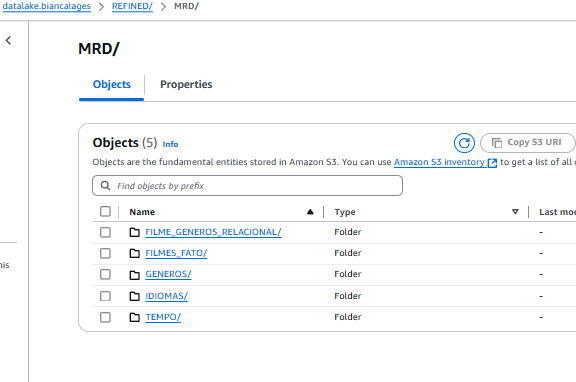 datalake.biancalages > REFINED/ > MRD/
MRD/
Objects Properties
Objects (5) Info
Copy S3 URI
Objects are the fundamental entities stored in Amazon S3. You can use Amazon S3 inventory to get a list of all
Find objects by prefix
Name Type Last mo
FILME_GENEROS_RELACIONAL/ Folder -
FILMES_FATO/ Folder -
his
GENEROS/ Folder -
IDIOMAS/ Folder -
TEMPO/ Folder -